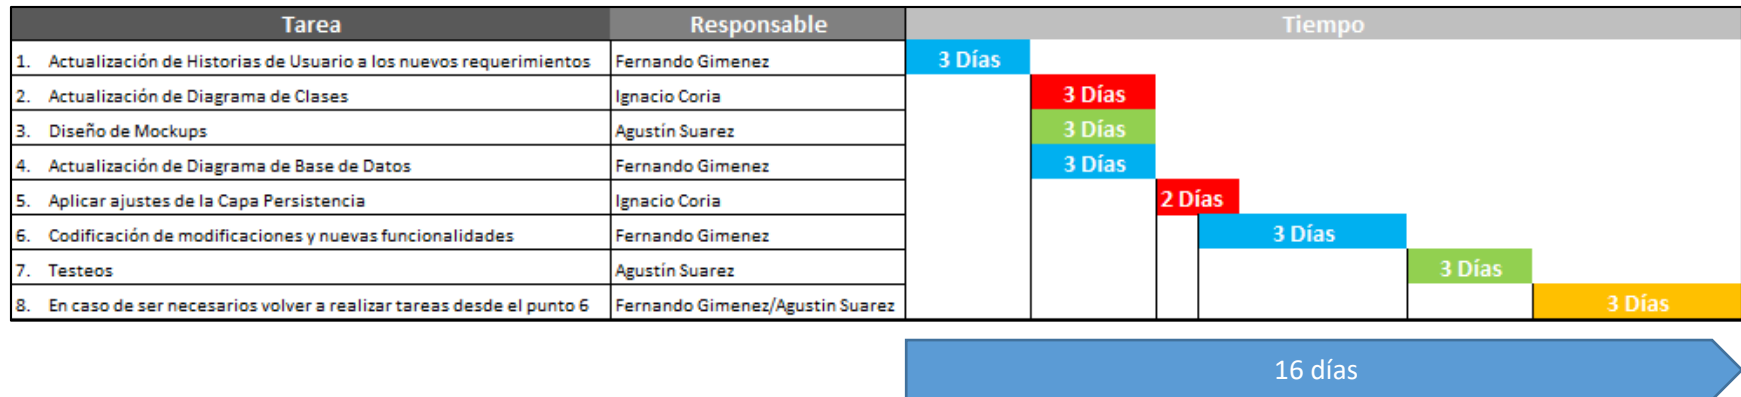 Tarea Responsable Tiempo
1. Actualización de Historias de Usuario a los nuevos requerimientos Fernando Gimenez 3 Días
2. Actualización de Diagrama de Clases Ignacio Coria 3 Días
3. Diseño de Mockups Agustín Suarez 3 Días
4. Actualización de Diagrama de Base de Datos Fernando Gimenez 3 Días
5. Aplicar ajustes de la Capa Persistencia Ignacio Coria 2 Días
6. Codificación de modificaciones y nuevas funcionalidades Fernando Gimenez 3 Días
7. Testeos Agustín Suarez 3 Días
8. En caso de ser necesarios volver a realizar tareas desde el punto 6 Fernando Gimenez/Agustin Suarez 3 Días
16 días